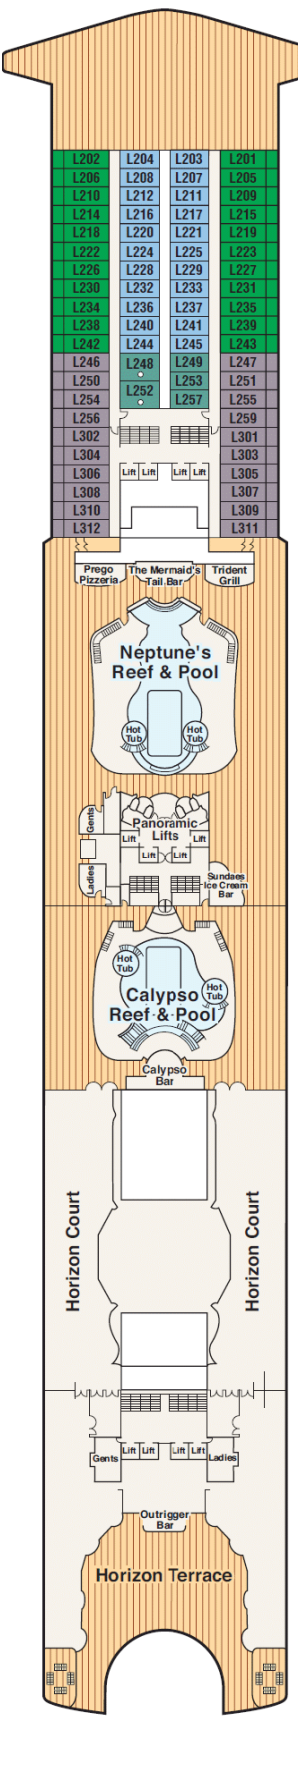 L202 L204 L203 L201
L206 L208 L207 L205
L210 L212 L211 L209
L214 L216 L217 L215
L218 L220 L221 L219
L222 L224 L225 L223
L226 L228 L229 L227
L230 L232 L233 L231
L234 L236 L237 L235
L238 L240 L241 L239
L242 L244 L245 L243
L246 L248 L249 L247
L250 L252 L253 L251
L254 L257 L255
L256 L259
L302 L301
L304 L303
L306 Lift Lift Lift Lift L305
L308 L307
L310 L309
L312 L311
Prego
Pizzeria
The Mermaid's
Tail Bar
Trident
Grill
Neptune's
Reef & Pool
Hot
Tub
Hot
Tub
Gents
Panoramic
Lifts
Lift Lift
Lift Lift
Ladies
Sundaes
Ice Cream
Bar
Hot
Tub
Hot
Tub
Calypso
Reef & Pool
Calypso
Bar
Horizon Court
Horizon Court
Gents Lift Lift Lift Lift Ladies
Outrigger
Bar
Horizon Terrace